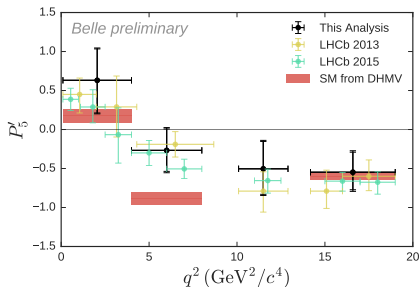 Belle preliminary
This Analysis
LHCb 2013
LHCb 2015
SM from DHMV
1.5
1.0
0.5
0.0
−0.5
−1.0
−1.5
P′5
0 5 10 15 20
q² (GeV²/c⁴)